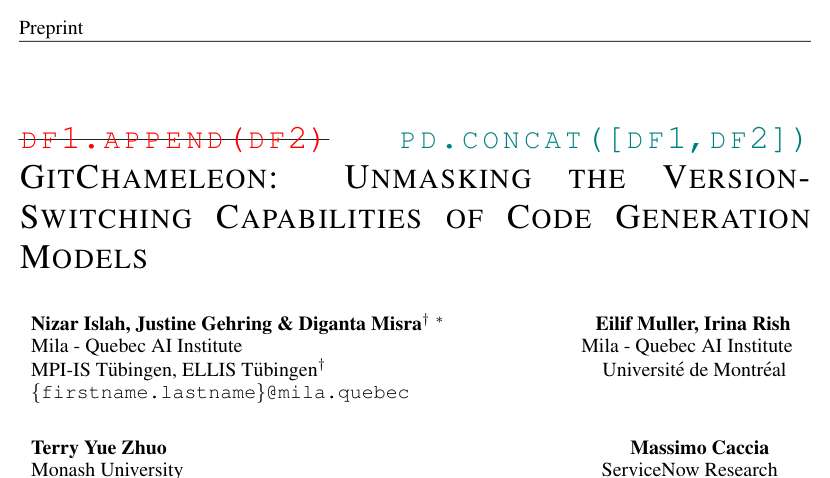 Preprint
DF1.APPEND(DF2) PD.CONCAT([DF1,DF2])
GITCHAMELEON: UNMASKING THE VERSION-
SWITCHING CAPABILITIES OF CODE GENERATION
MODELS
Nizar Islah, Justine Gehring & Diganta Misra† * Eilif Muller, Irina Rish
Mila - Quebec AI Institute Mila - Quebec AI Institute
MPI-IS Tübingen, ELLIS Tübingen† Université de Montréal
{firstname.lastname}@mila.quebec
Terry Yue Zhuo Massimo Caccia
Monash University ServiceNow Research